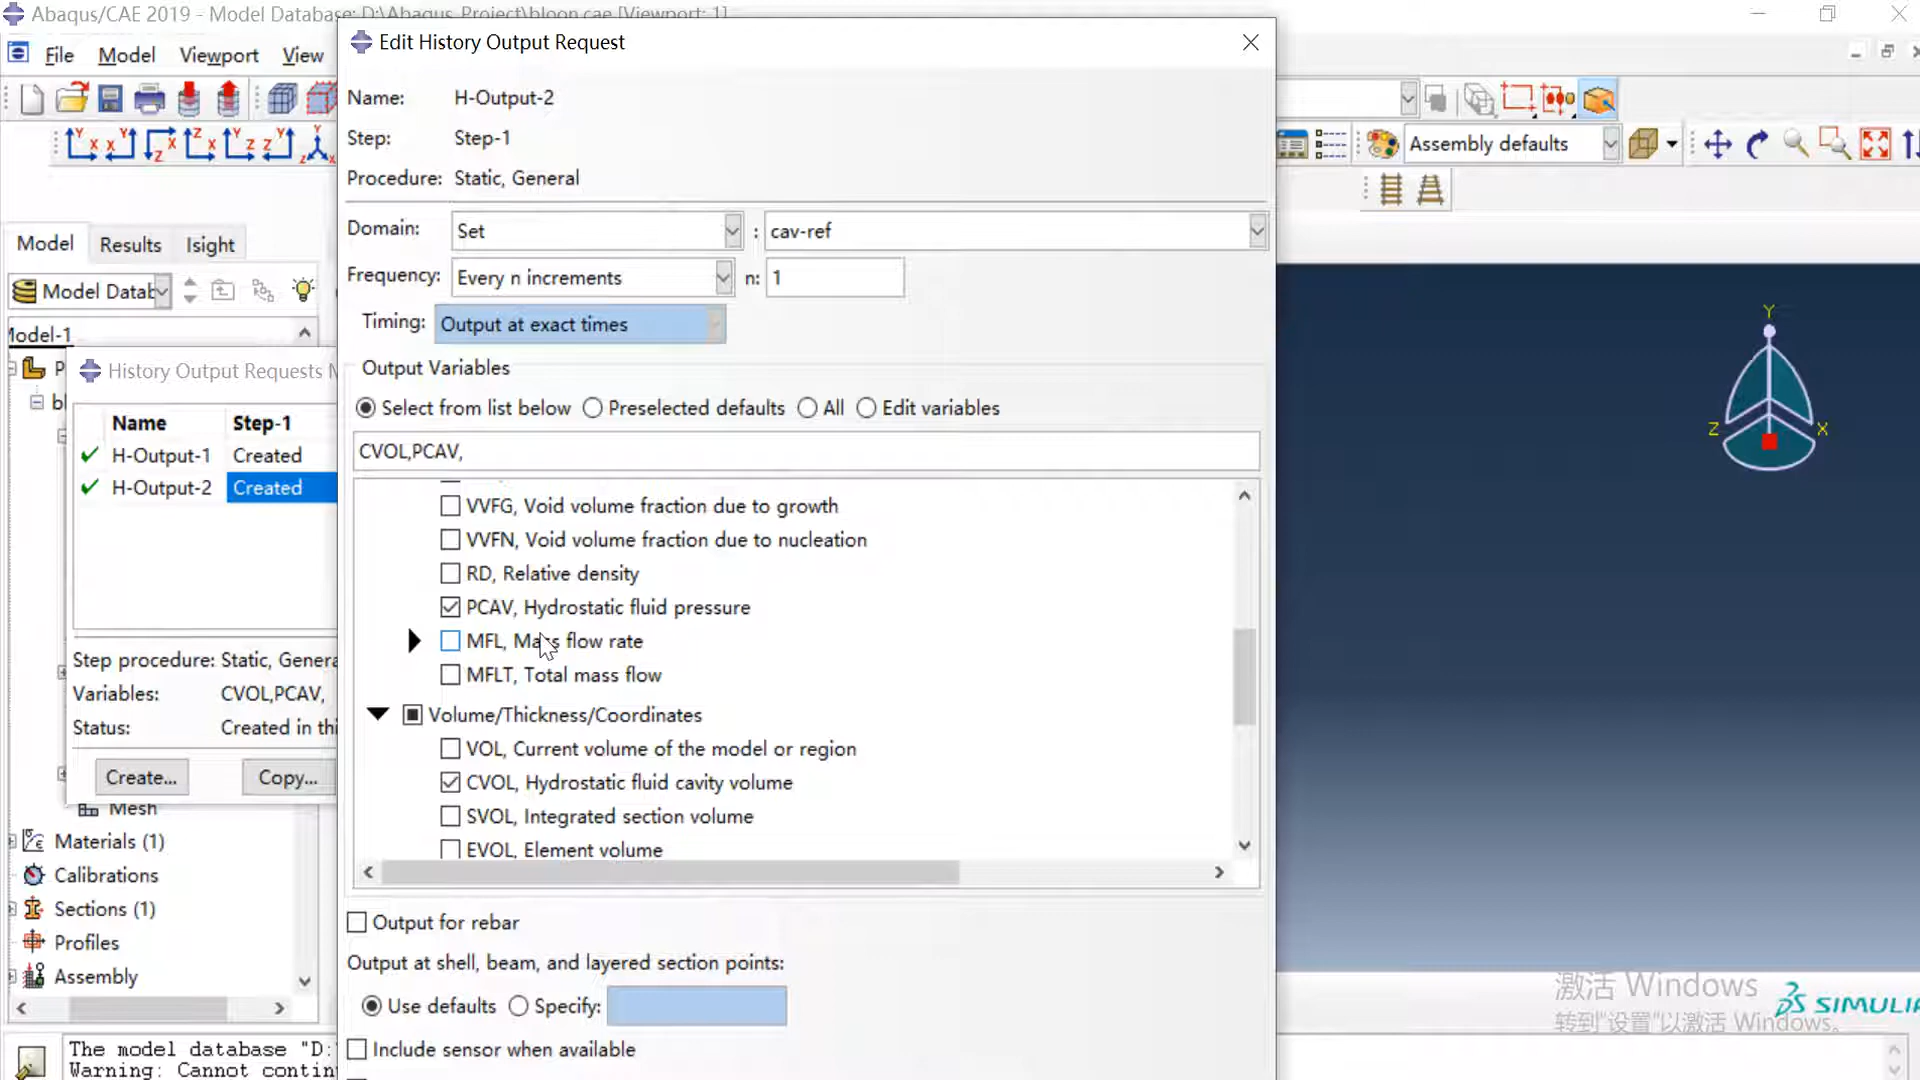 Abaqus/CAE 2019 - Model Database: D:\Abaqus_Project\bloon.cae [Viewport: 1]
File Model Viewport View
Edit History Output Request
Name: H-Output-2
Step: Step-1
Procedure: Static, General
Domain: Set : cav-ref
Frequency: Every n increments n: 1
Timing: Output at exact times
Output Variables
Select from list below Preselected defaults All Edit variables
CVOL,PCAV,
VVFG, Void volume fraction due to growth
VVFN, Void volume fraction due to nucleation
RD, Relative density
PCAV, Hydrostatic fluid pressure
MFL, Mass flow rate
MFLT, Total mass flow
Volume/Thickness/Coordinates
VOL, Current volume of the model or region
CVOL, Hydrostatic fluid cavity volume
SVOL, Integrated section volume
EVOL, Element volume
Output for rebar
Output at shell, beam, and layered section points:
Use defaults Specify:
Include sensor when available
Assembly defaults
Model Results Isight
Model Datab
Model-1
P
bl
History Output Requests M
Name Step-1
H-Output-1 Created
H-Output-2 Created
Step procedure: Static, Genera
Variables: CVOL,PCAV,
Status: Created in thi
Create... Copy...
Mesh
Materials (1)
Calibrations
Sections (1)
Profiles
Assembly
The model database "D:
Warning: Cannot contin
Y
Z X
激活 Windows
转到"设置"以激活 Windows。
SIMULIA